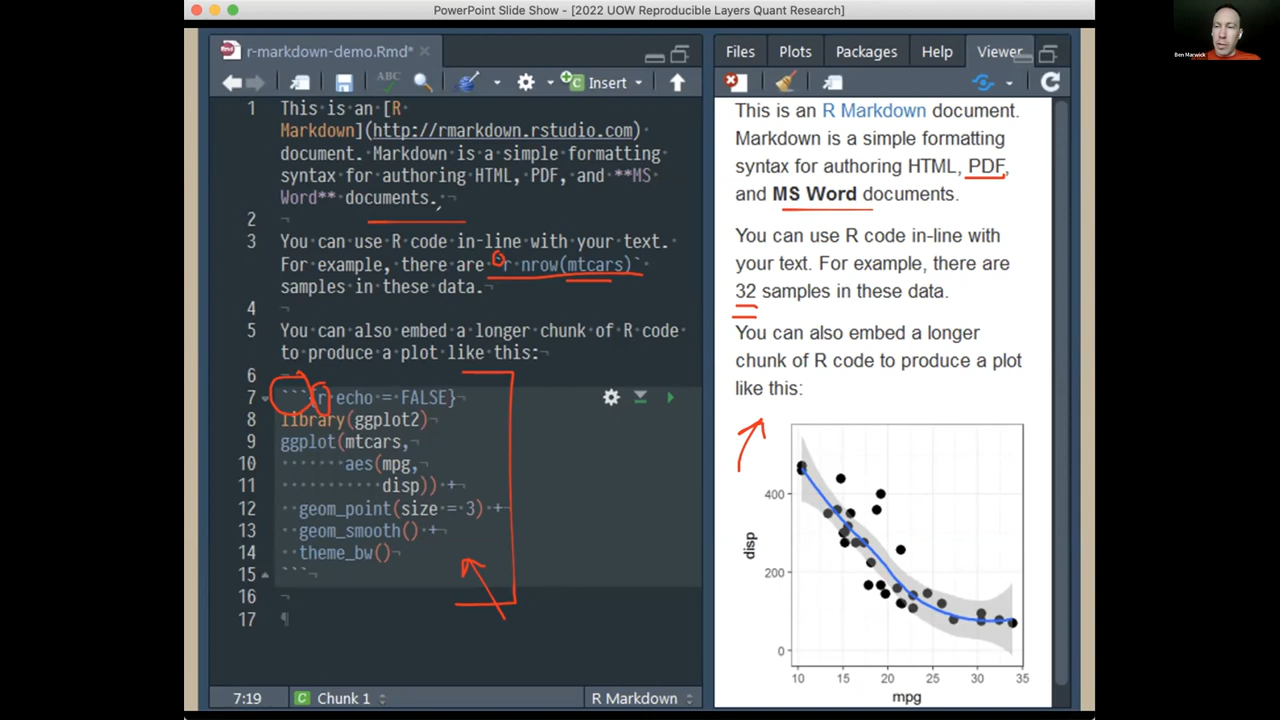 PowerPoint Slide Show - [2022 UOW Reproducible Layers Quant Research]
Ben Marwick
r-markdown-demo.Rmd*
ABC
Insert
1 This is an [R
Markdown](http://rmarkdown.rstudio.com)
document. Markdown is a simple formatting
syntax for authoring HTML, PDF, and **MS
Word** documents.
2
3 You can use R code in-line with your text.
For example, there are `r nrow(mtcars)`
samples in these data.
4
5 You can also embed a longer chunk of R code
to produce a plot like this:
6
7 ```{r echo = FALSE}
8 library(ggplot2)
9 ggplot(mtcars,
10 aes(mpg,
11 disp)) +
12 geom_point(size = 3) +
13 geom_smooth() +
14 theme_bw()
15 ```
16
17
7:19 Chunk 1 R Markdown
Files Plots Packages Help Viewer
This is an R Markdown document.
Markdown is a simple formatting
syntax for authoring HTML, PDF,
and MS Word documents.
You can use R code in-line with
your text. For example, there are
32 samples in these data.
You can also embed a longer
chunk of R code to produce a plot
like this:
400
disp
200
0
10 15 20 25 30 35
mpg